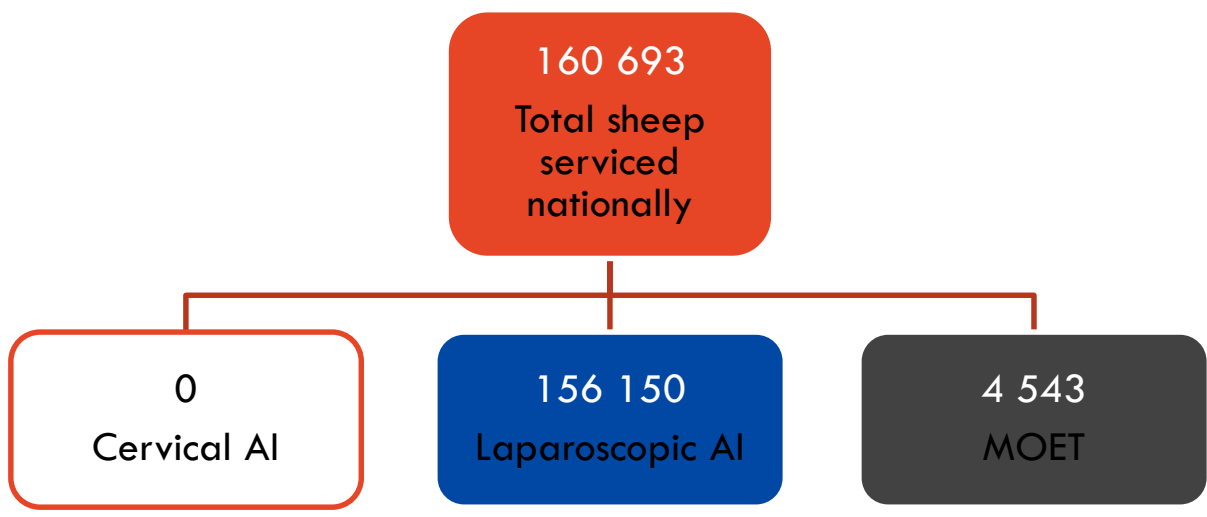 160 693
Total sheep
serviced
nationally
0
Cervical AI
156 150
Laparoscopic AI
4 543
MOET